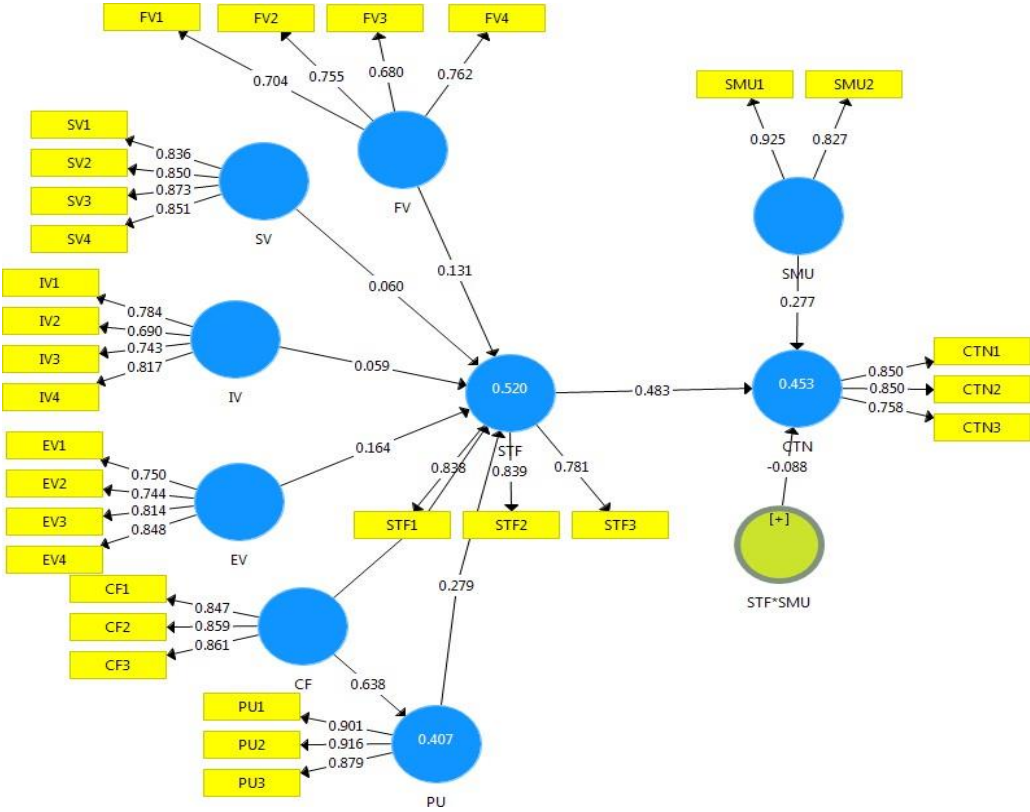 FV1
FV2
FV3
FV4
0.704
0.755
0.680
0.762
FV
SMU1
SMU2
0.925
0.827
SMU
SV1
SV2
SV3
SV4
0.836
0.850
0.873
0.851
SV
0.131
0.060
0.277
IV1
IV2
IV3
IV4
0.784
0.690
0.743
0.817
IV
0.059
0.520
STF
0.483
0.453
CTN
0.850
0.850
0.758
CTN1
CTN2
CTN3
EV1
EV2
EV3
EV4
0.750
0.744
0.814
0.848
EV
0.164
0.838
0.839
0.781
STF1
STF2
STF3
-0.088
[+]
STF*SMU
CF1
CF2
CF3
0.847
0.859
0.861
CF
0.279
0.638
PU1
PU2
PU3
0.901
0.916
0.879
0.407
PU